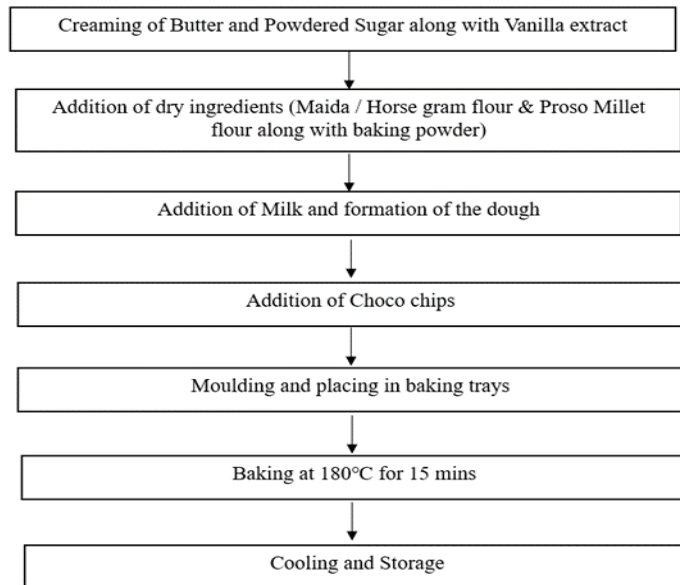 Creaming of Butter and Powdered Sugar along with Vanilla extract
Addition of dry ingredients (Maida / Horse gram flour & Proso Millet
flour along with baking powder)
Addition of Milk and formation of the dough
Addition of Choco chips
Moulding and placing in baking trays
Baking at 180°C for 15 mins
Cooling and Storage